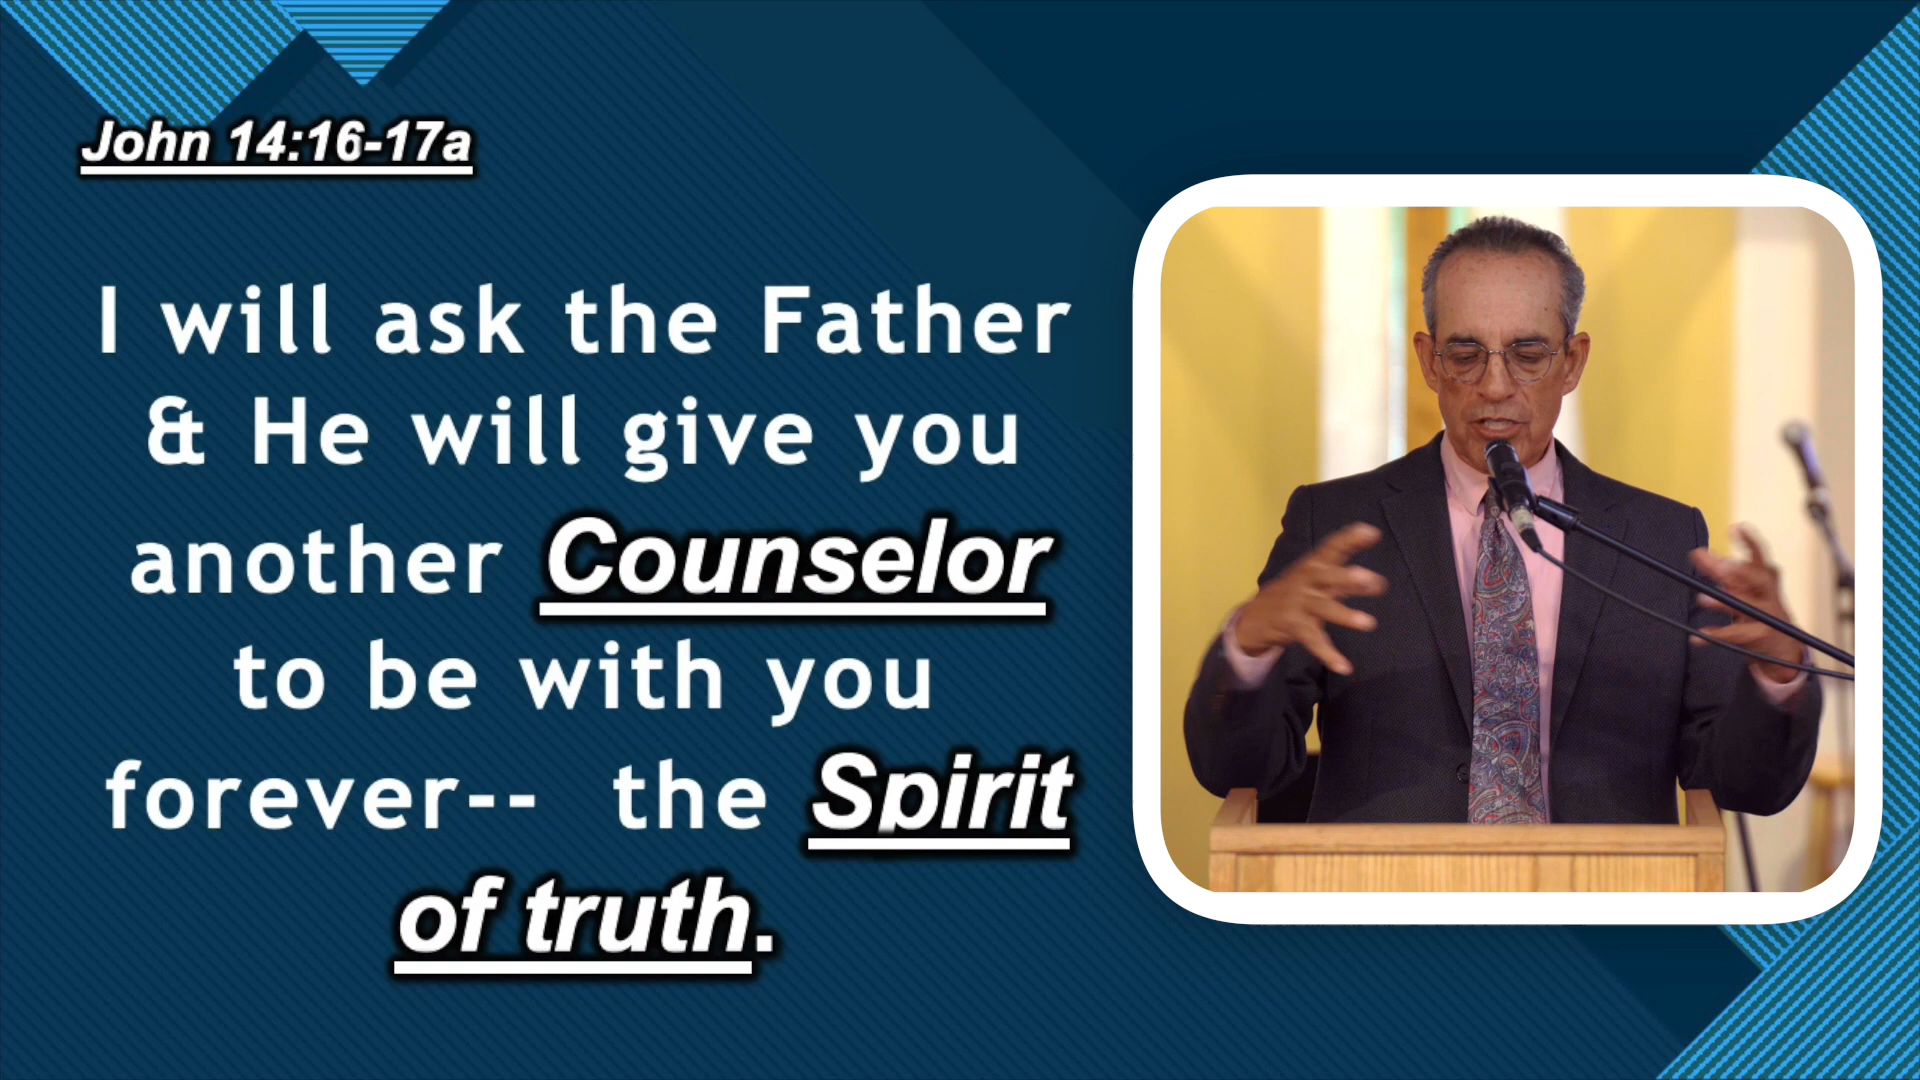 John 14:16-17a
I will ask the Father
& He will give you
another Counselor
to be with you
forever-- the Spirit
of truth.